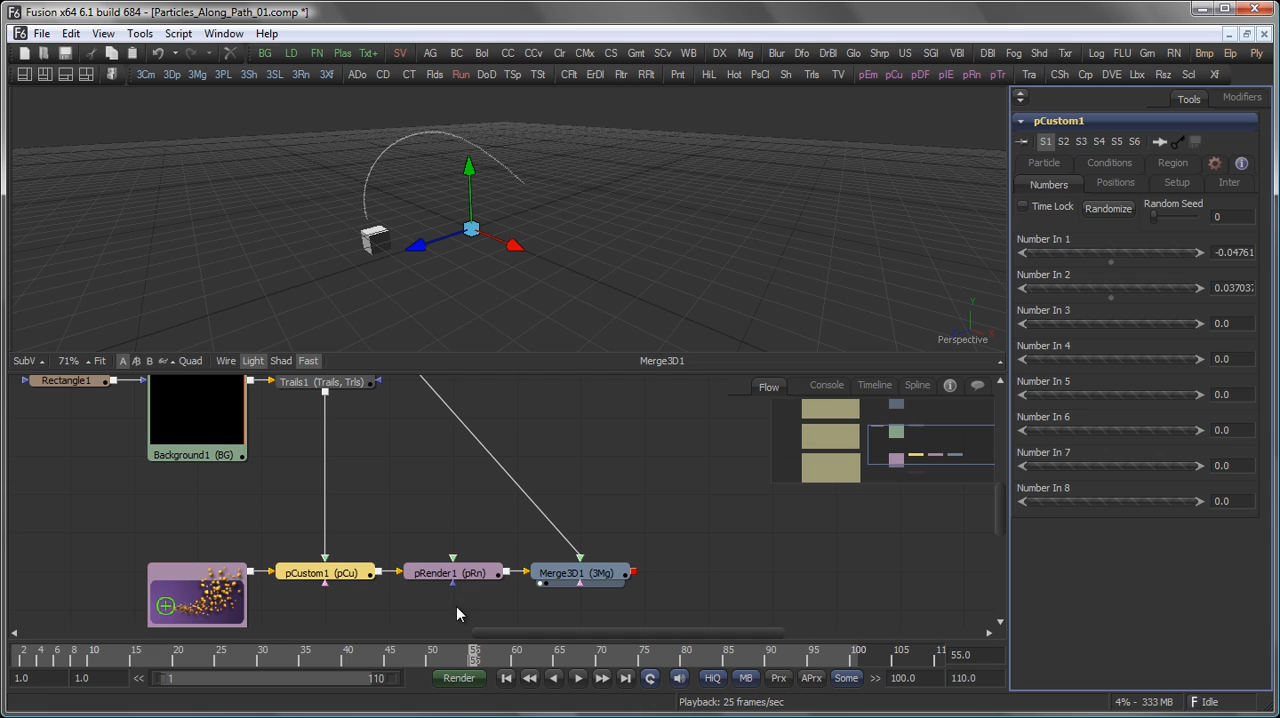 Fusion x64 6.1 build 684 - [Particles_Along_Path_01.comp *]
File Edit View Tools Script Window Help
BG LD FN Plas Txt+ SV AG BC Bol CC CCv Clr CMx CS Gmt SCv WB DX Mrg Blur Dfo DrBl Glo Shrp US SGl VBl DBl Fog Shd Txr Log FLU Gm RN Bmp Elp Ply
3Cm 3Dp 3Mg 3PL 3Sh 3SL 3Rn 3Xf ADo CD CT Flds Run DoD TSp TSt CFlt ErDl Fltr RFlt Pnt HiL Hot PsCl Sh Trls TV pEm pCu pDF pIE pRn pTr Tra CSh Crp DVE Lbx Rsz Scl Xf
Tools Modifiers
pCustom1
S1 S2 S3 S4 S5 S6
Particle Conditions Region
Numbers Positions Setup Inter
Time Lock Randomize Random Seed 0
Number In 1
-0.04761
Number In 2
0.03703
Number In 3
0.0
Number In 4
0.0
Number In 5
0.0
Number In 6
0.0
Number In 7
0.0
Number In 8
0.0
Y
Perspective
SubV 71% Fit A B Quad Wire Light Shad Fast Merge3D1
Rectangle1 Trails1 (Trails, Trls)
Flow Console Timeline Spline
Background1 (BG)
pCustom1 (pCu) pRender1 (pRn) Merge3D1 (3Mg)
2 4 6 8 10 15 20 25 30 35 40 45 50 55 60 65 70 75 80 85 90 95 100 105 11 55.0
1.0 1.0 << 1 110 Render HiQ MB Prx APrx Some >> 100.0 110.0
Playback: 25 frames/sec 4% - 333 MB Idle